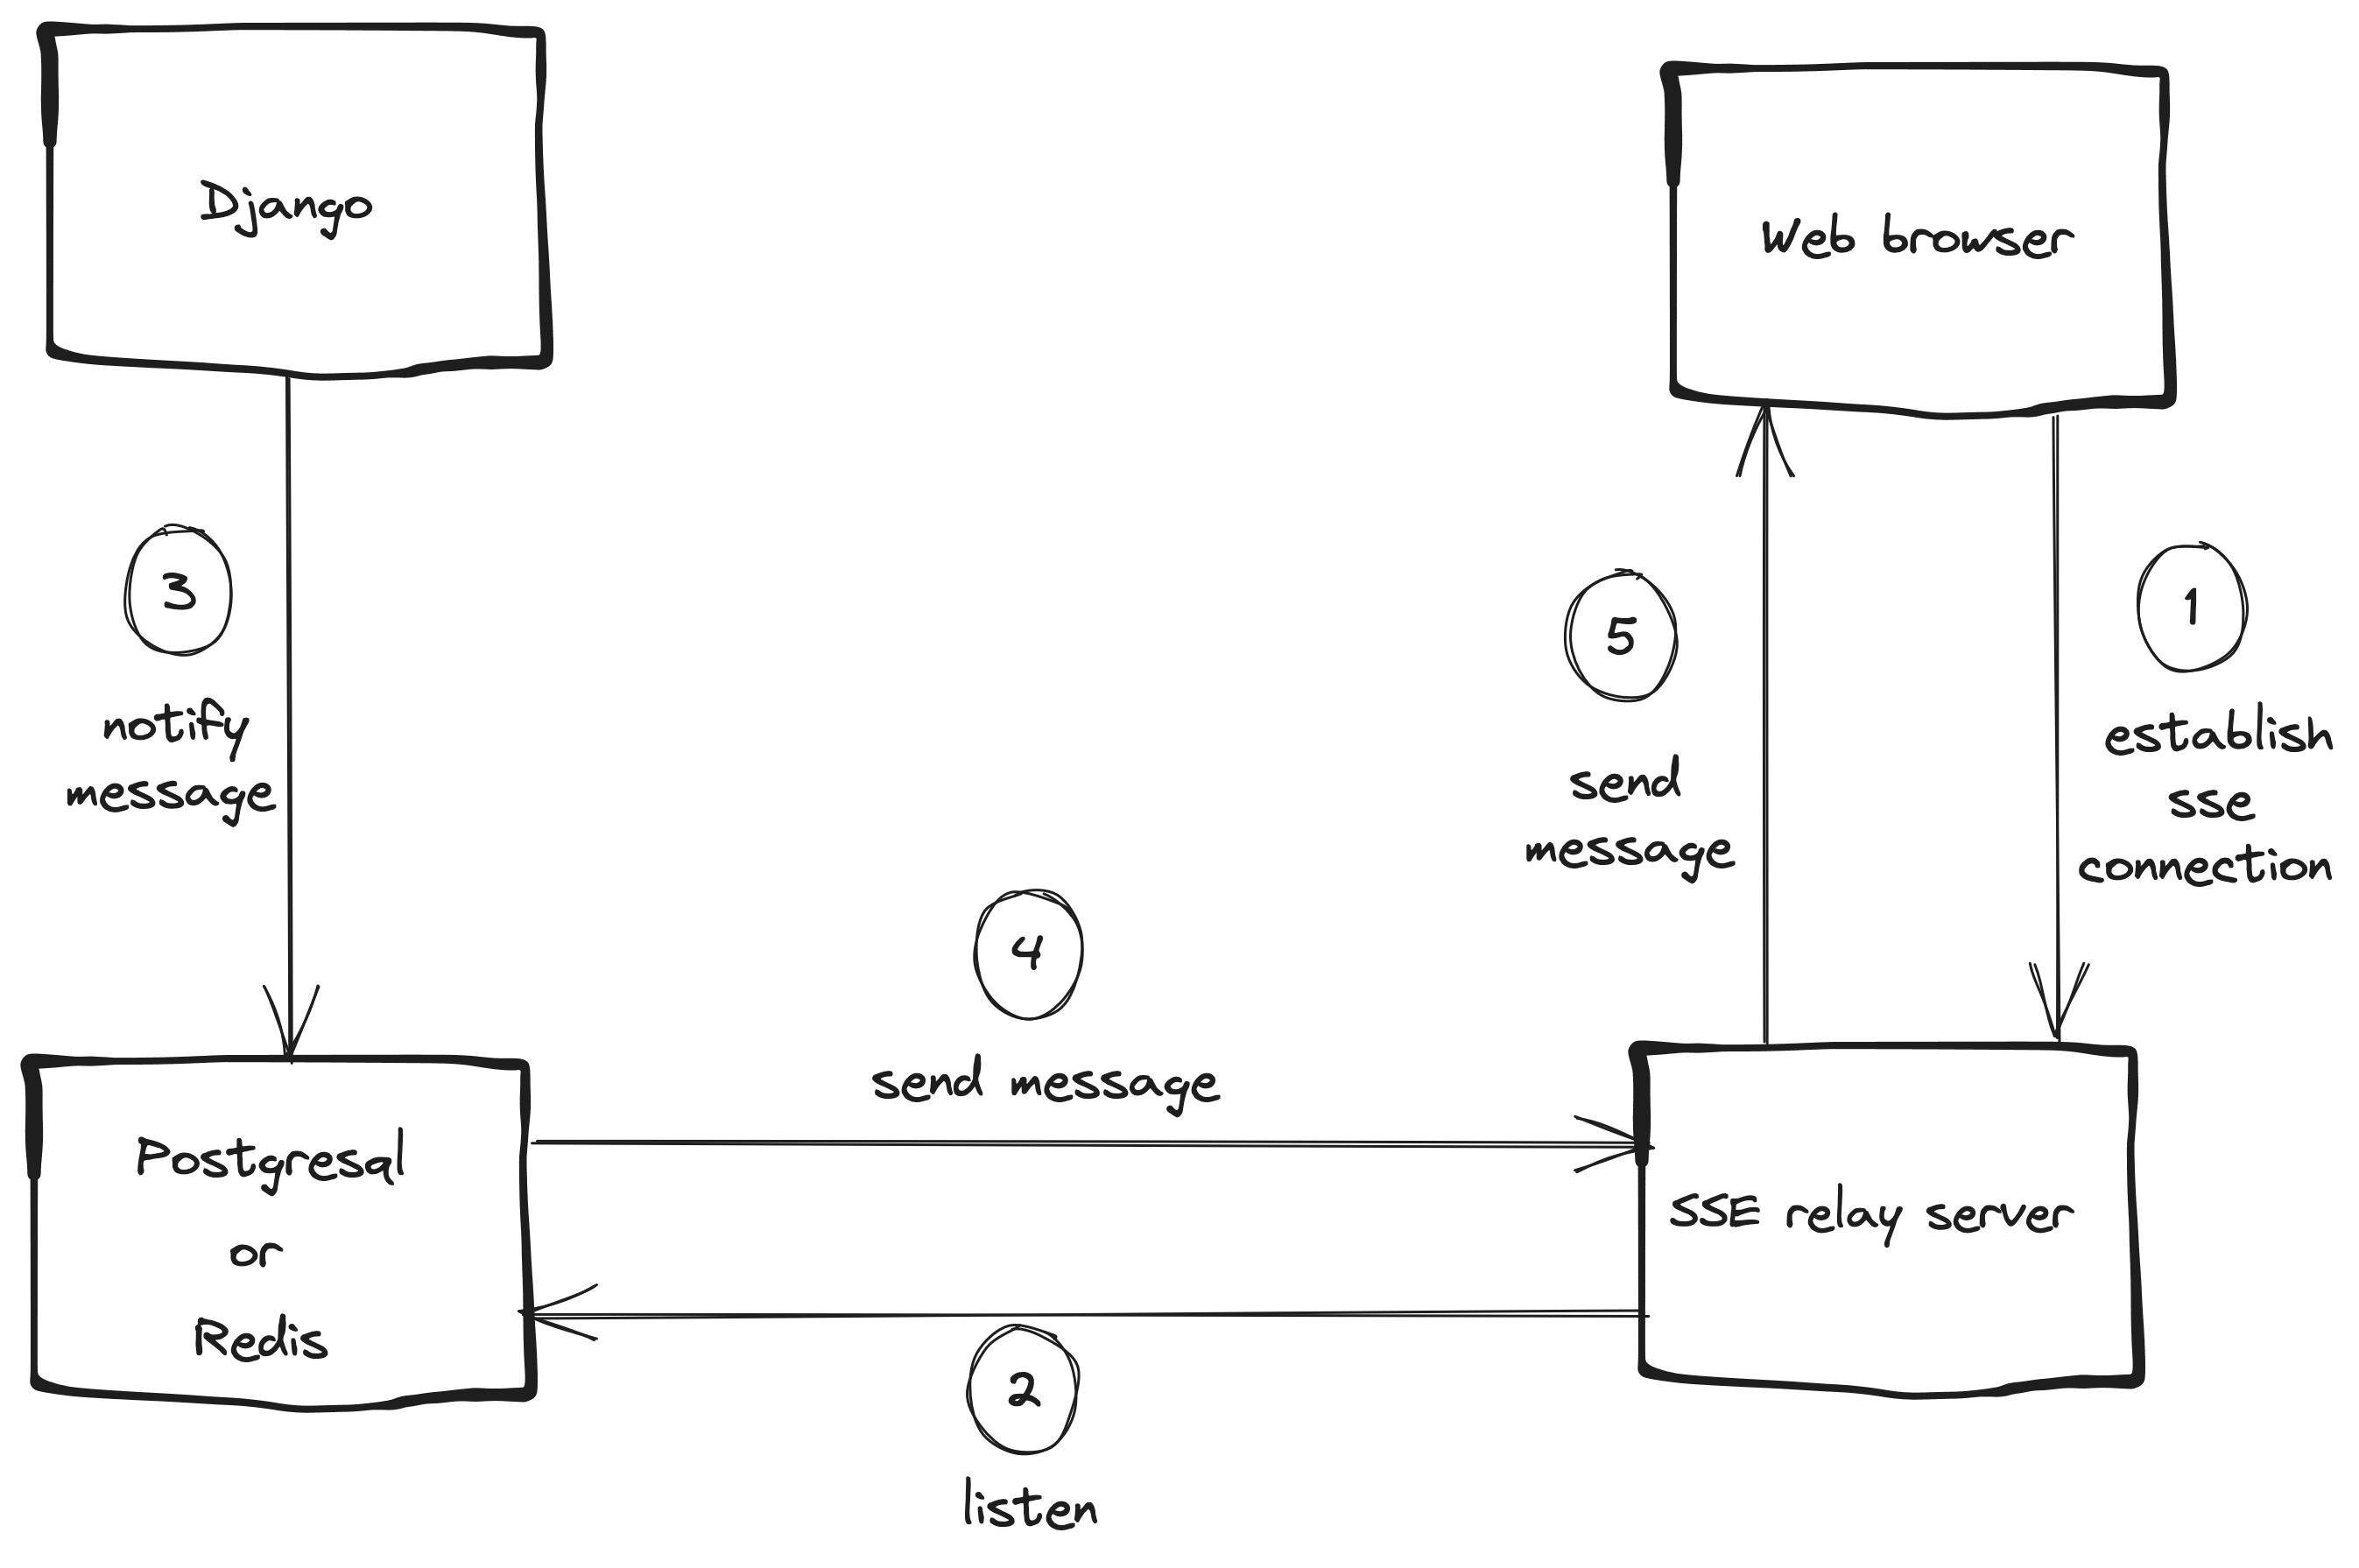 Django
Web browser
3
notify
message
5
send
message
1
establish
sse
connection
4
send message
Postgresql
or
Redis
SSE relay server
2
listen